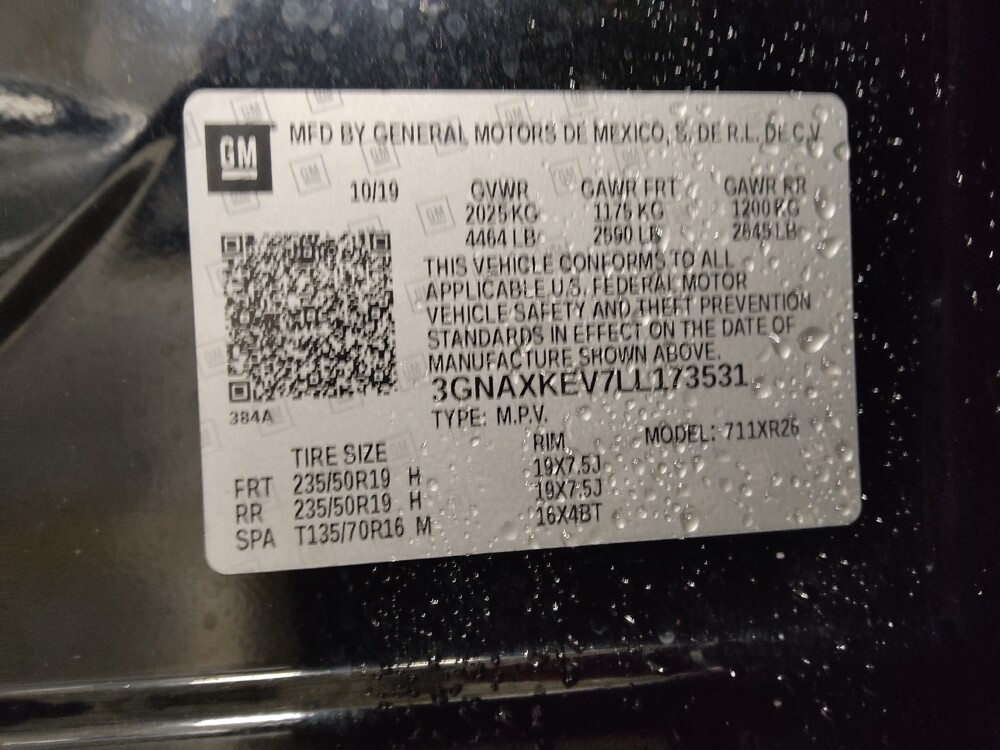 GM MFD BY GENERAL MOTORS DE MEXICO, S. DE R.L. DE C.V.
10/19 GVWR GAWR FRT GAWR RR
2025 KG 1175 KG 1200 KG
4464 LB 2590 LB 2645 LB
THIS VEHICLE CONFORMS TO ALL
APPLICABLE U.S. FEDERAL MOTOR
VEHICLE SAFETY AND THEFT PREVENTION
STANDARDS IN EFFECT ON THE DATE OF
MANUFACTURE SHOWN ABOVE.
3GNAXKEV7LL173531
384A TYPE: M.P.V.
TIRE SIZE RIM MODEL: 711XR26
FRT 235/50R19 H 19X7.5J
RR 235/50R19 H 19X7.5J
SPA T135/70R16 M 16X4BT